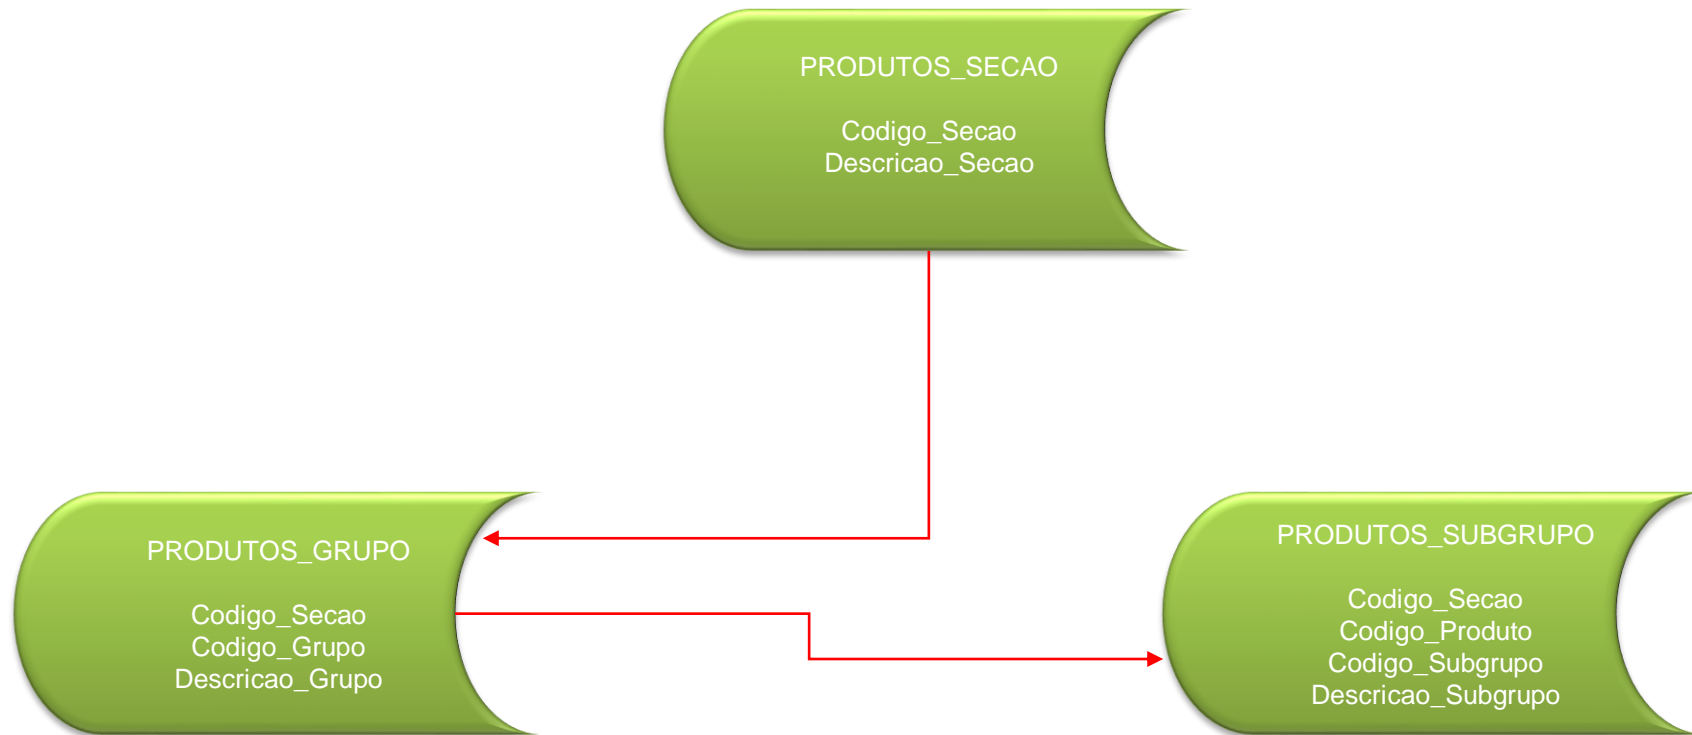 PRODUTOS_SECAO
Codigo_Secao
Descricao_Secao
PRODUTOS_GRUPO
Codigo_Secao
Codigo_Grupo
Descricao_Grupo
PRODUTOS_SUBGRUPO
Codigo_Secao
Codigo_Produto
Codigo_Subgrupo
Descricao_Subgrupo